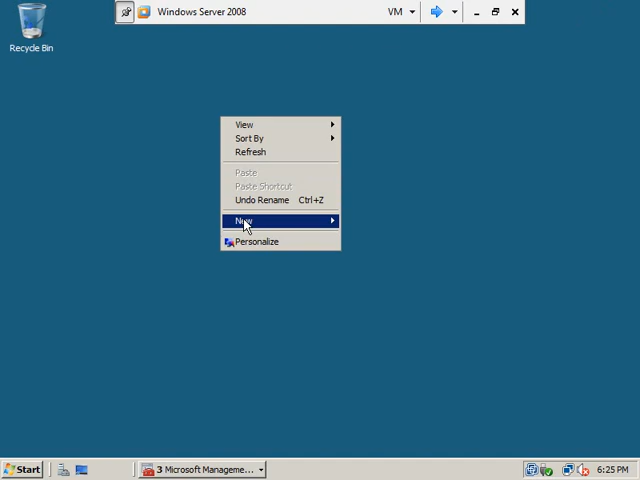 Windows Server 2008
VM
Recycle Bin
View
Sort By
Refresh
Paste
Paste Shortcut
Undo Rename Ctrl+Z
New
Personalize
Start
3 Microsoft Manageme...
6:25 PM